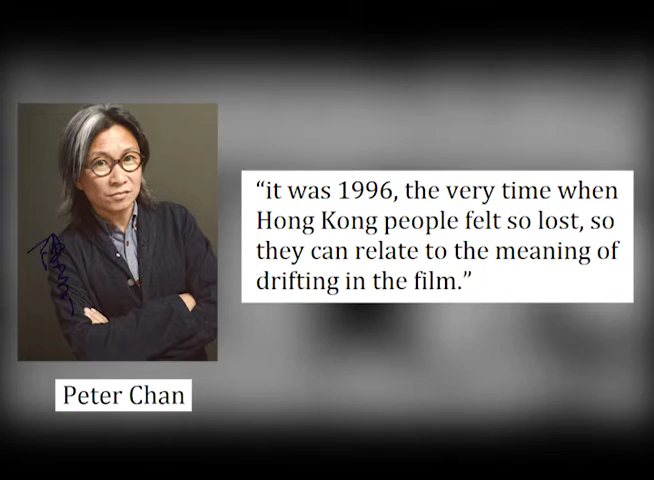 “it was 1996, the very time when
Hong Kong people felt so lost, so
they can relate to the meaning of
drifting in the film.”
Peter Chan